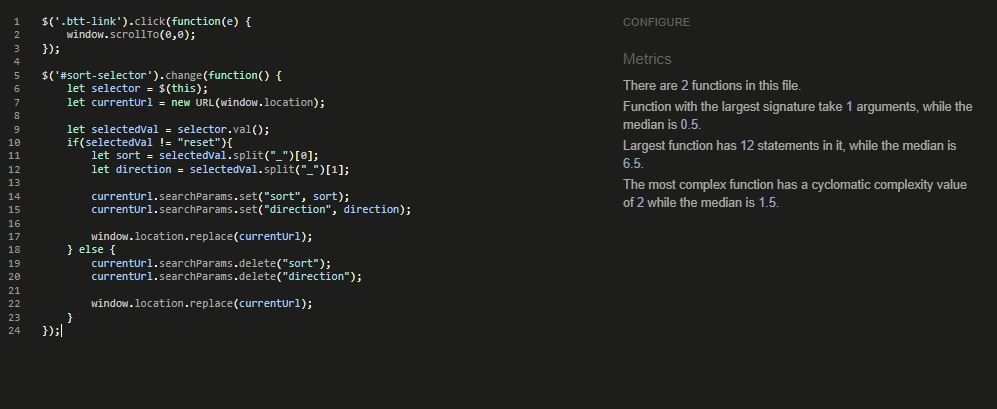 1 $('.btt-link').click(function(e) {
2 window.scrollTo(0,0);
3 });
4
5 $('#sort-selector').change(function() {
6 let selector = $(this);
7 let currentUrl = new URL(window.location);
8
9 let selectedVal = selector.val();
10 if(selectedVal != "reset"){
11 let sort = selectedVal.split("_")[0];
12 let direction = selectedVal.split("_")[1];
13
14 currentUrl.searchParams.set("sort", sort);
15 currentUrl.searchParams.set("direction", direction);
16
17 window.location.replace(currentUrl);
18 } else {
19 currentUrl.searchParams.delete("sort");
20 currentUrl.searchParams.delete("direction");
21
22 window.location.replace(currentUrl);
23 }
24 });
CONFIGURE
Metrics
There are 2 functions in this file.
Function with the largest signature take 1 arguments, while the
median is 0.5.
Largest function has 12 statements in it, while the median is
6.5.
The most complex function has a cyclomatic complexity value
of 2 while the median is 1.5.